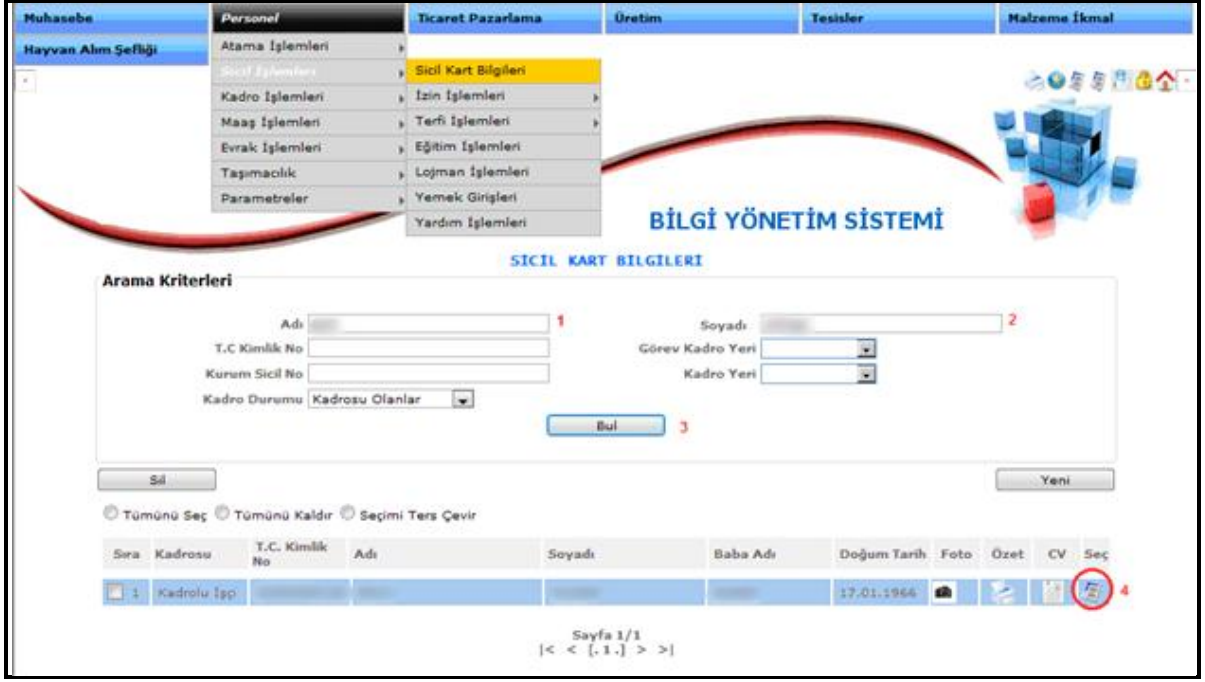 Muhasebe Personel Ticaret Pazarlama Üretim Tesisler Malzeme İkmal
Hayvan Alım Şefliği
Atama İşlemleri
Sicil İşlemleri
Kadro İşlemleri
Maaş İşlemleri
Evrak İşlemleri
Taşımacılık
Parametreler
Sicil Kart Bilgileri
İzin İşlemleri
Terfi İşlemleri
Eğitim İşlemleri
Lojman İşlemleri
Yemek Girişleri
Yardım İşlemleri
BİLGİ YÖNETİM SİSTEMİ
SİCİL KART BİLGİLERİ
Arama Kriterleri
Adı 1 Soyadı 2
T.C Kimlik No Görev Kadro Yeri
Kurum Sicil No Kadro Yeri
Kadro Durumu Kadrosu Olanlar
Bul 3
Sil Yeni
Tümünü Seç Tümünü Kaldır Seçimi Ters Çevir
Sıra Kadrosu T.C. Kimlik No Adı Soyadı Baba Adı Doğum Tarih Foto Özet CV Seç
1 Kadrolu İşp 17.01.1966 4
Sayfa 1/1
|< < [.1.] > >|